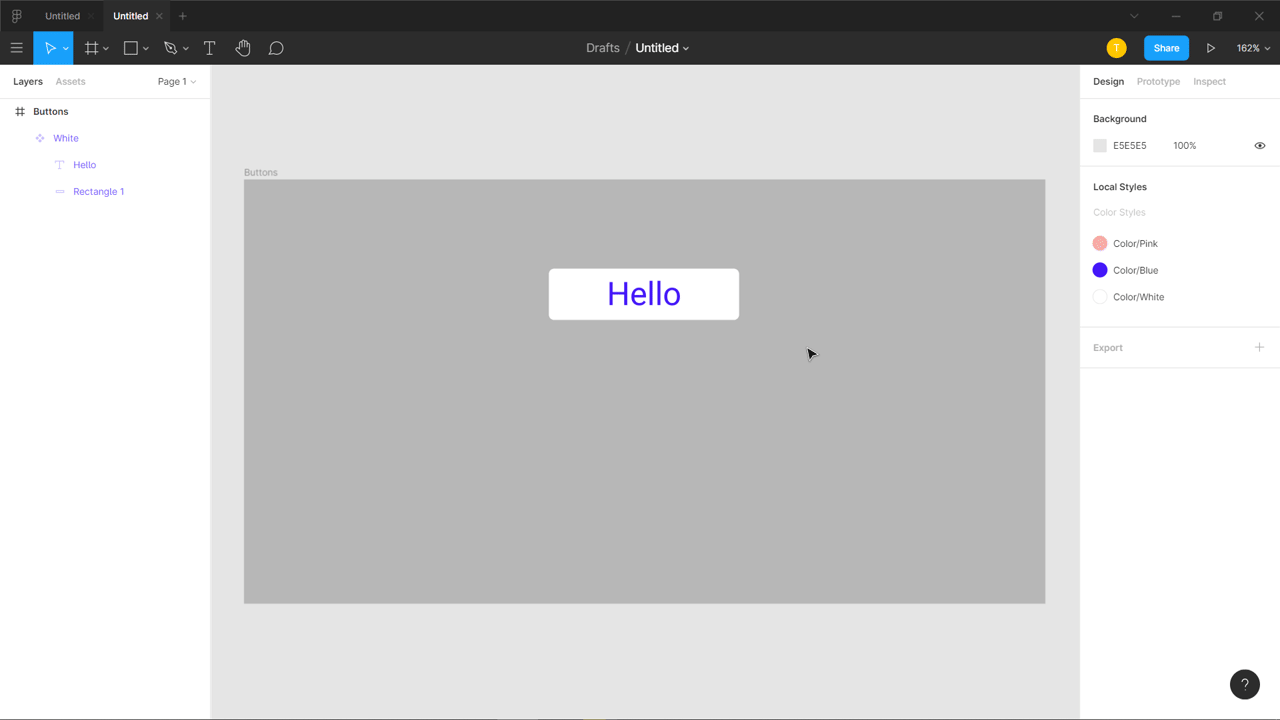 Untitled
Untitled
Drafts / Untitled
T
Share
162%
Layers
Assets
Page 1
Buttons
White
Hello
Rectangle 1
Buttons
Hello
Design
Prototype
Inspect
Background
E5E5E5
100%
Local Styles
Color Styles
Color/Pink
Color/Blue
Color/White
Export
?